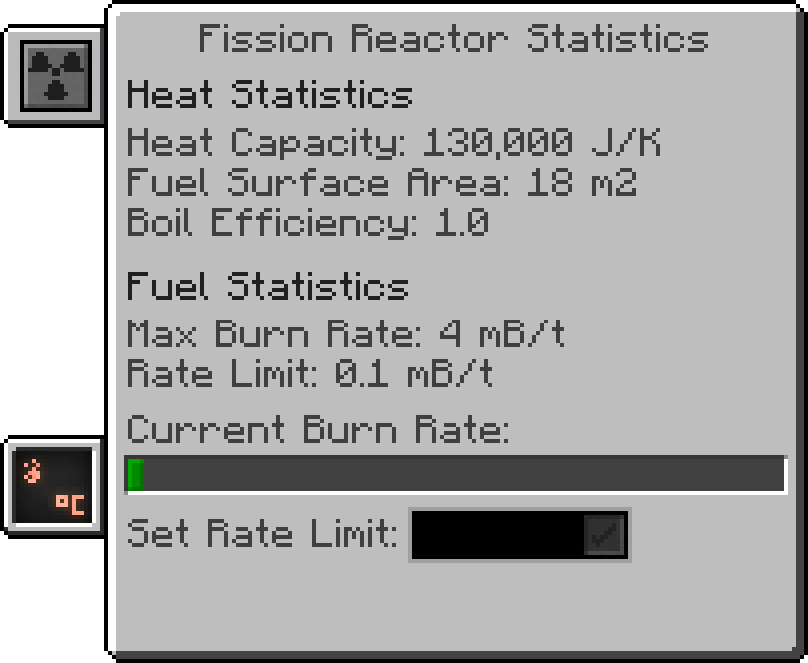 Fission Reactor Statistics
Heat Statistics
Heat Capacity: 130,000 J/K
Fuel Surface Area: 18 m2
Boil Efficiency: 1.0
Fuel Statistics
Max Burn Rate: 4 mB/t
Rate Limit: 0.1 mB/t
Current Burn Rate:
°C
Set Rate Limit: